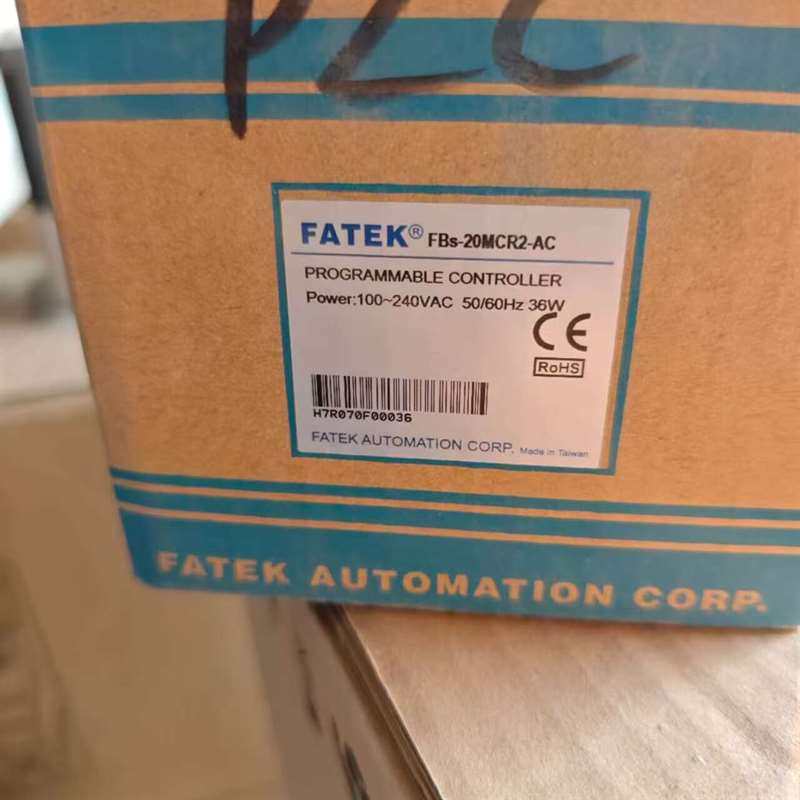 PLC
FATEK® FBs-20MCR2-AC
PROGRAMMABLE CONTROLLER
Power:100~240VAC 50/60Hz 36W
CE
RoHS
H7R070F00036
FATEK AUTOMATION CORP. Made in Taiwan
FATEK AUTOMATION CORP.